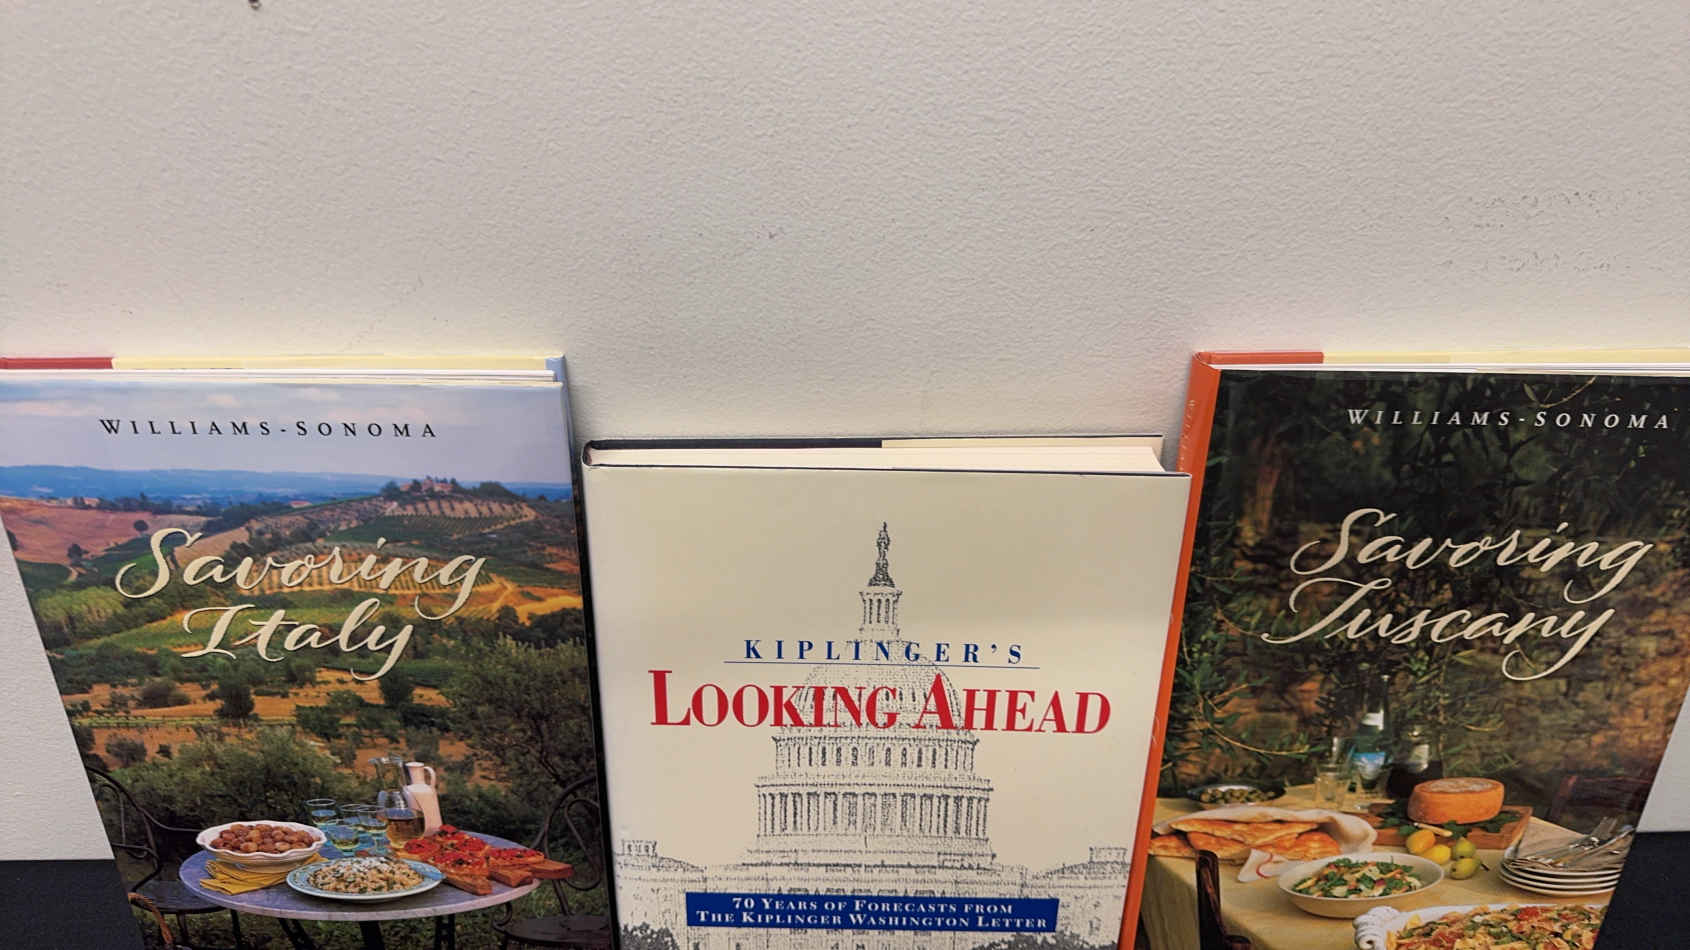 WILLIAMS-SONOMA
Savoring
Italy
KIPLINGER'S
LOOKING AHEAD
70 YEARS OF FORECASTS FROM
THE KIPLINGER WASHINGTON LETTER
WILLIAMS-SONOMA
Savoring
Tuscany